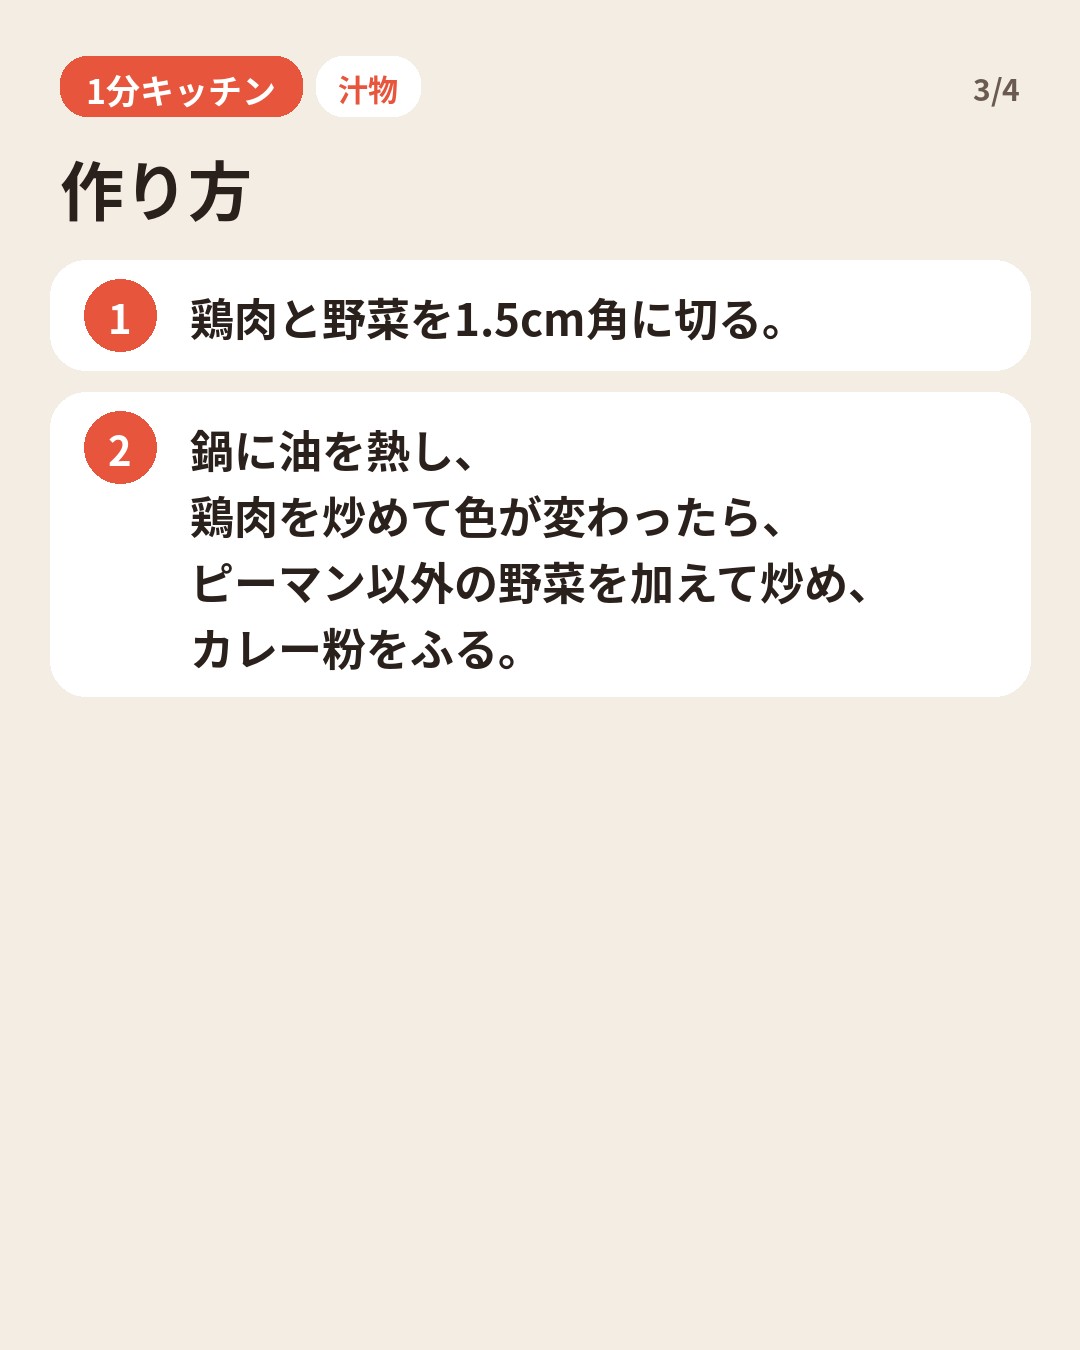 1分キッチン 汁物 3/4
作り方
1 鶏肉と野菜を1.5cm角に切る。
2 鍋に油を熱し、
鶏肉を炒めて色が変わったら、
ピーマン以外の野菜を加えて炒め、
カレー粉をふる。